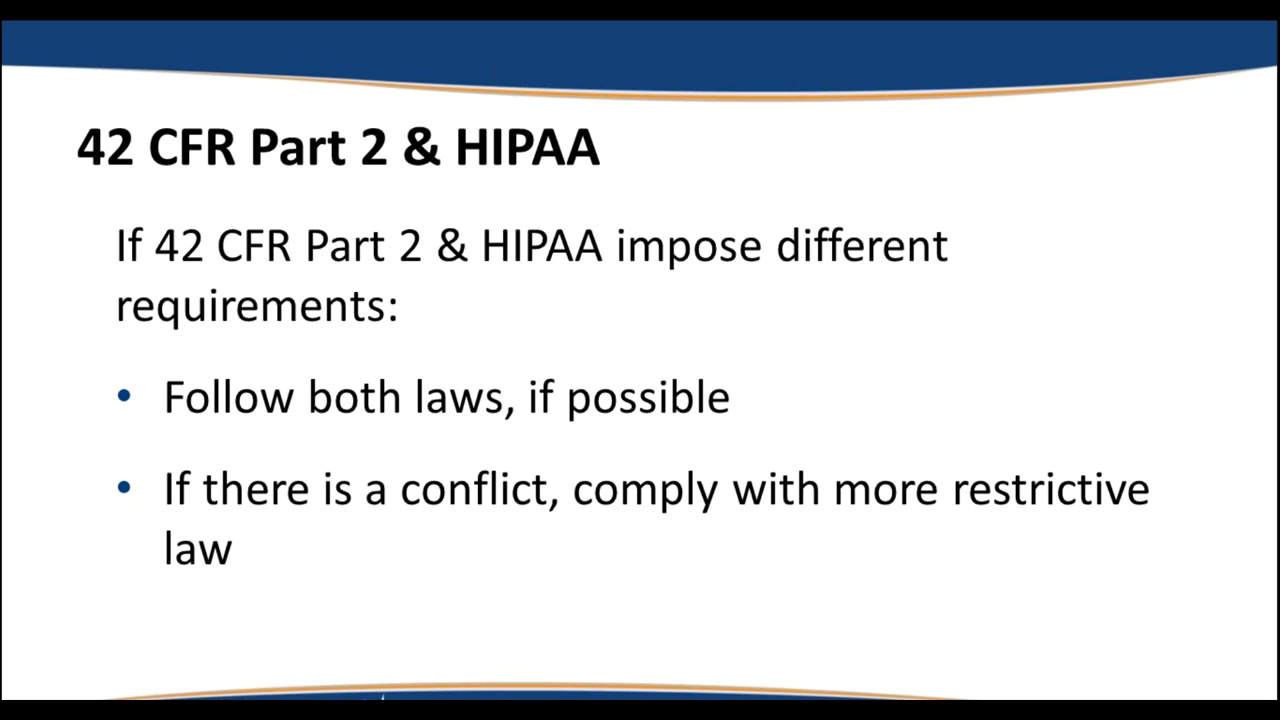 42 CFR Part 2 & HIPAA
If 42 CFR Part 2 & HIPAA impose different
requirements:
• Follow both laws, if possible
• If there is a conflict, comply with more restrictive
law